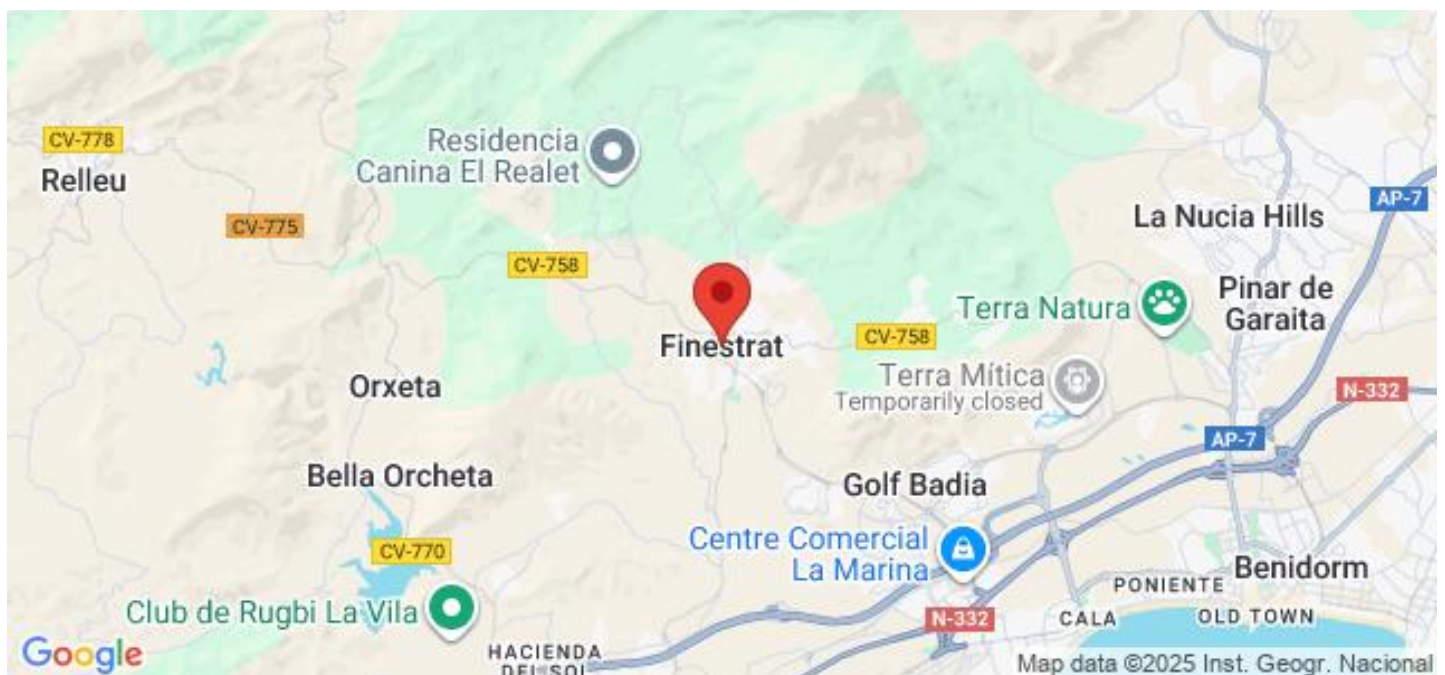 CV-778
Relleu
Residencia
Canina El Realet
AP-7
CV-775
La Nucia Hills
CV-758
Terra Natura
Pinar de
Garaita
Finestrat
CV-758
Orxeta
Terra Mítica
Temporarily closed
N-332
AP-7
Bella Orcheta
Golf Badia
Centre Comercial
La Marina
CV-770
Benidorm
PONIENTE
Club de Rugbi La Vila
N-332
CALA
OLD TOWN
HACIENDA
DEL SOL
Google
Map data ©2025 Inst. Geogr. Nacional